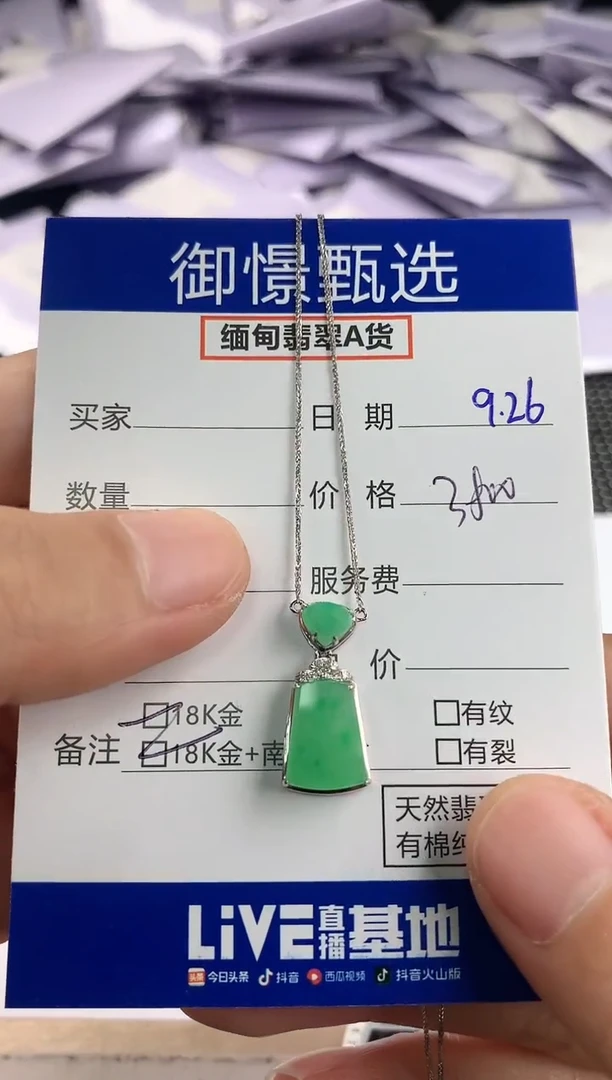 御憬甄选
缅甸翡翠A货
买家 日期 9.26
数量 价格 3800
服务费
价
18K金 有纹
备注 18K金+南 有裂
天然翡
有棉纯
LiVE直播基地
头条 今日头条 抖音 西瓜视频 抖音火山版